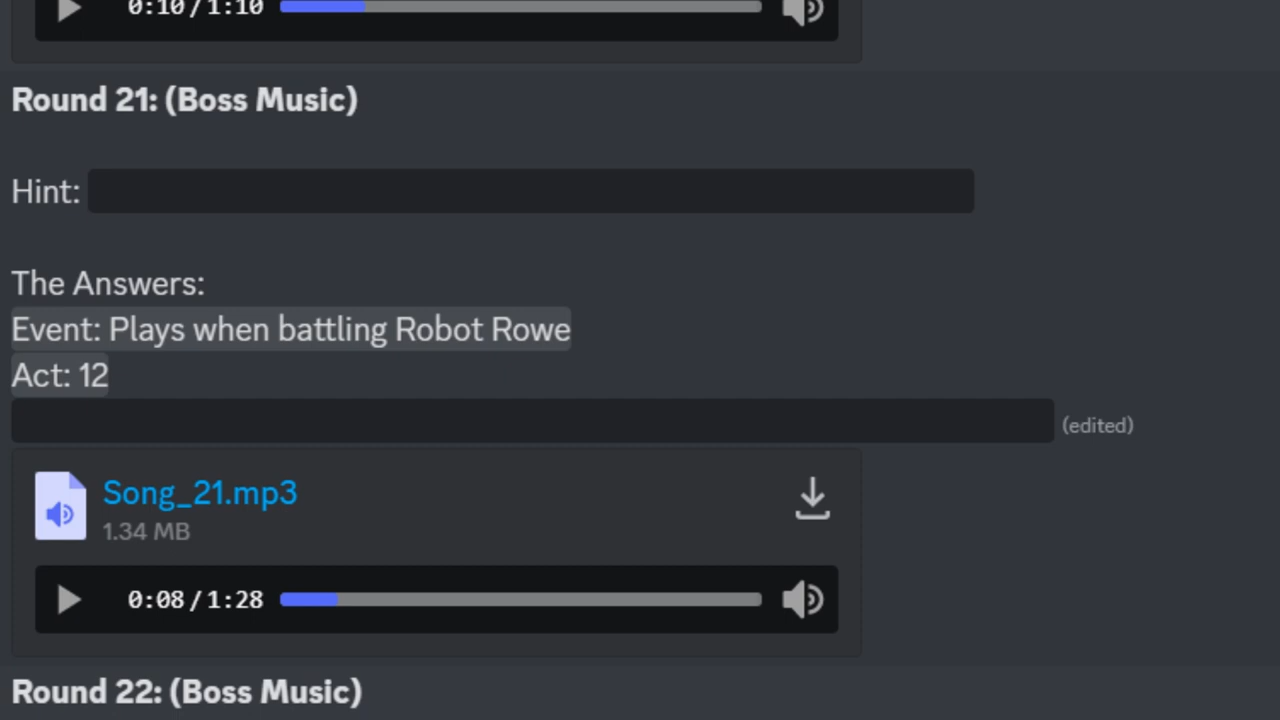 0:10 / 1:10
Round 21: (Boss Music)
Hint:
The Answers:
Event: Plays when battling Robot Rowe
Act: 12
(edited)
Song_21.mp3
1.34 MB
0:08 / 1:28
Round 22: (Boss Music)